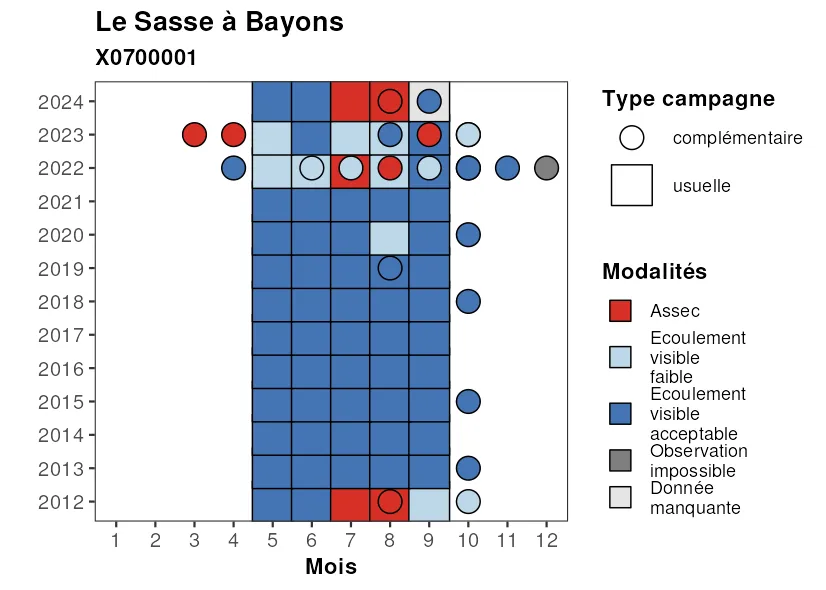 Le Sasse à Bayons
X0700001
2024
2023
2022
2021
2020
2019
2018
2017
2016
2015
2014
2013
2012
1 2 3 4 5 6 7 8 9 10 11 12
Mois
Type campagne
complémentaire
usuelle
Modalités
Assec
Ecoulement
visible
faible
Ecoulement
visible
acceptable
Observation
impossible
Donnée
manquante